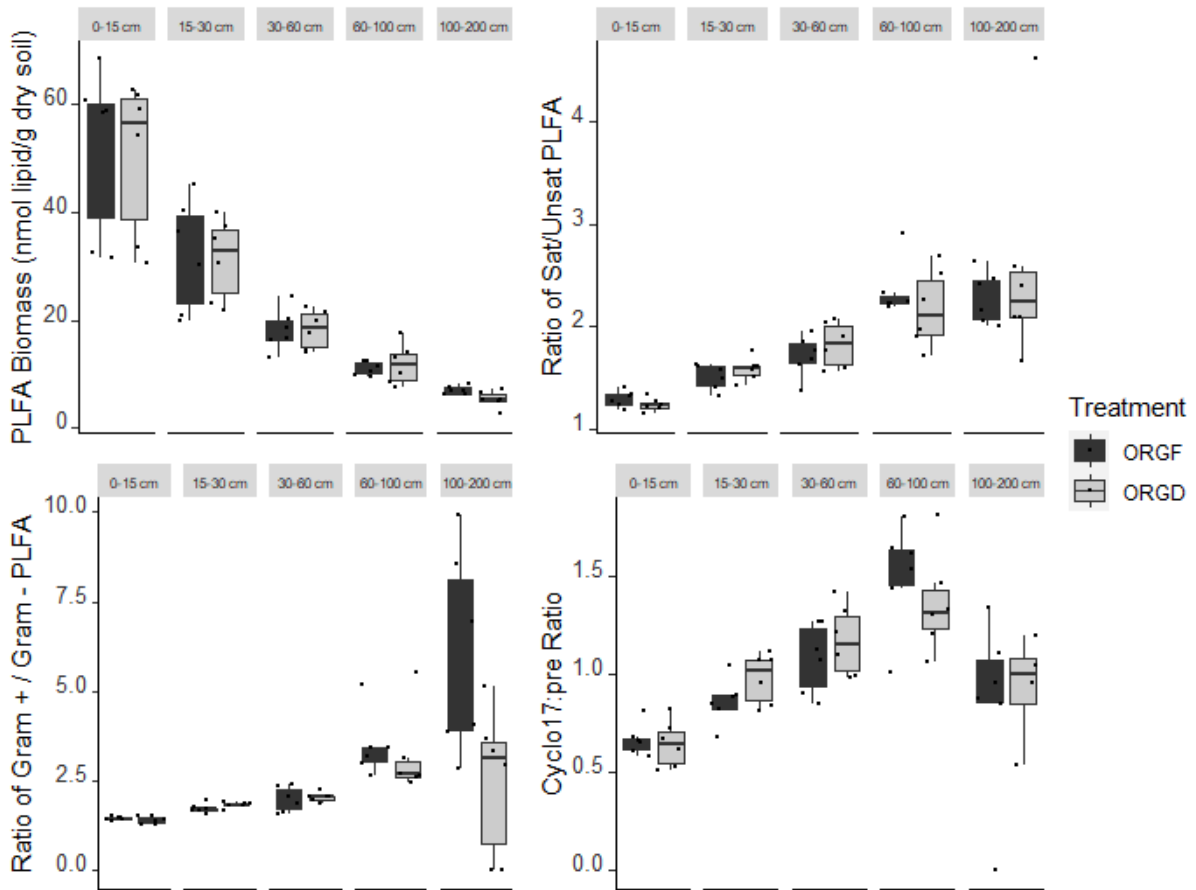 0-15 cm 15-30 cm 30-60 cm 60-100 cm 100-200 cm
PLFA Biomass (nmol lipid/g dry soil)
60
40
20
0
0-15 cm 15-30 cm 30-60 cm 60-100 cm 100-200 cm
Ratio of Sat/Unsat PLFA
4
3
2
1
Treatment
ORGF
ORGD
0-15 cm 15-30 cm 30-60 cm 60-100 cm 100-200 cm
Ratio of Gram + / Gram - PLFA
10.0
7.5
5.0
2.5
0.0
0-15 cm 15-30 cm 30-60 cm 60-100 cm 100-200 cm
Cyclo17:pre Ratio
1.5
1.0
0.5
0.0